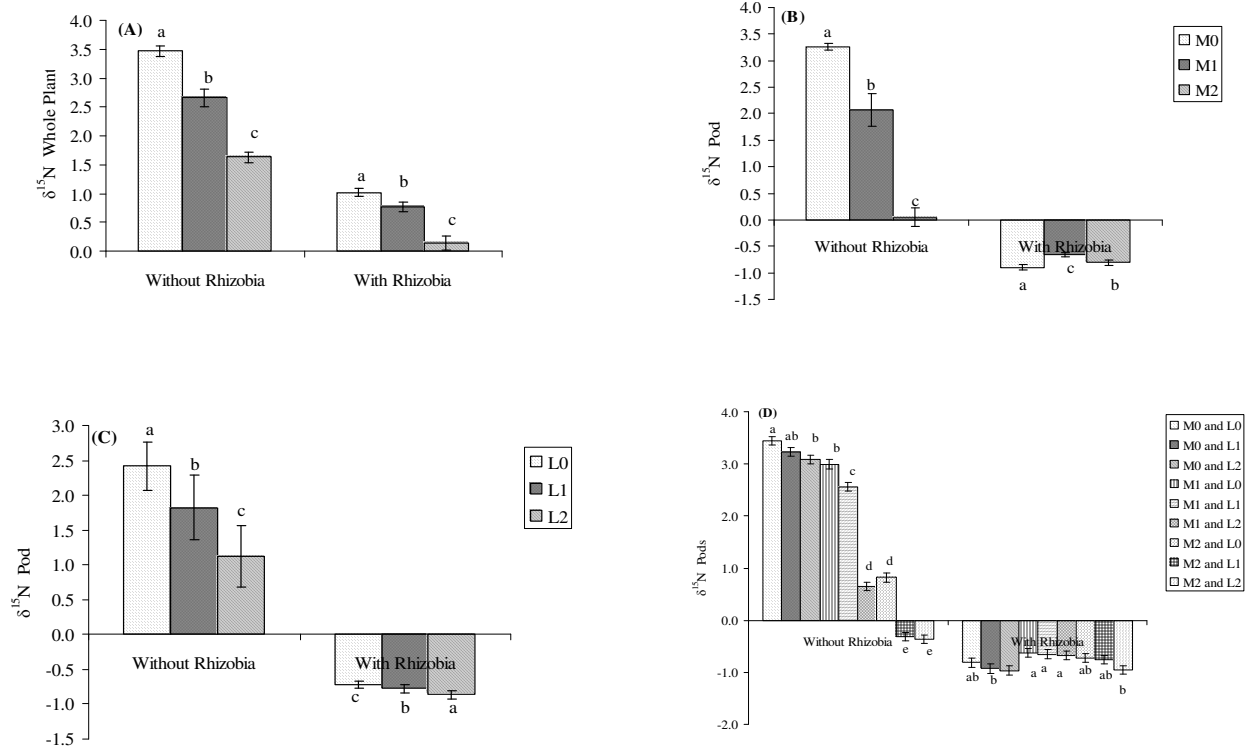 (A)
δ15N Whole Plant
4.0
3.5
3.0
2.5
2.0
1.5
1.0
0.5
0.0
a
b
c
a
b
c
Without Rhizobia
With Rhizobia
(B)
δ15N Pod
4.0
3.5
3.0
2.5
2.0
1.5
1.0
0.5
0.0
-0.5
-1.0
-1.5
a
b
c
Without Rhizobia
With Rhizobia
a
c
b
M0
M1
M2
(C)
δ15N Pod
3.0
2.5
2.0
1.5
1.0
0.5
0.0
-0.5
-1.0
-1.5
a
b
c
Without Rhizobia
With Rhizobia
c
b
a
L0
L1
L2
(D)
δ15N Pods
4.0
3.0
2.0
1.0
0.0
-1.0
-2.0
a
ab
b
b
c
d
d
Without Rhizobia
With Rhizobia
e
e
ab
b
a
a
a
ab
ab
b
M0 and L0
M0 and L1
M0 and L2
M1 and L0
M1 and L1
M1 and L2
M2 and L0
M2 and L1
M2 and L2